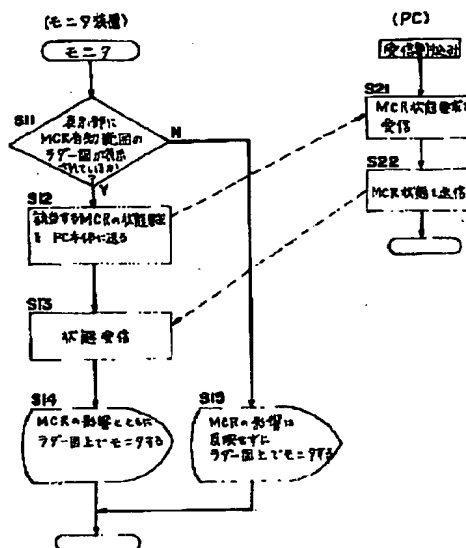 (モニタ装置)
モニタ
S11
表示部に
MCR有効範囲の
ラダー図が表示
されているか
?
N
Y
S12
該当するMCRの状態要求
を PC本体に送る
S13
状態受信
S14
MCRの影響とともに
ラダー図上でモニタする
S15
MCRの影響は
反映せずに
ラダー図上でモニタする
(PC)
受信割込み
S21
MCR状態要求を
受信
S22
MCR状態を送信